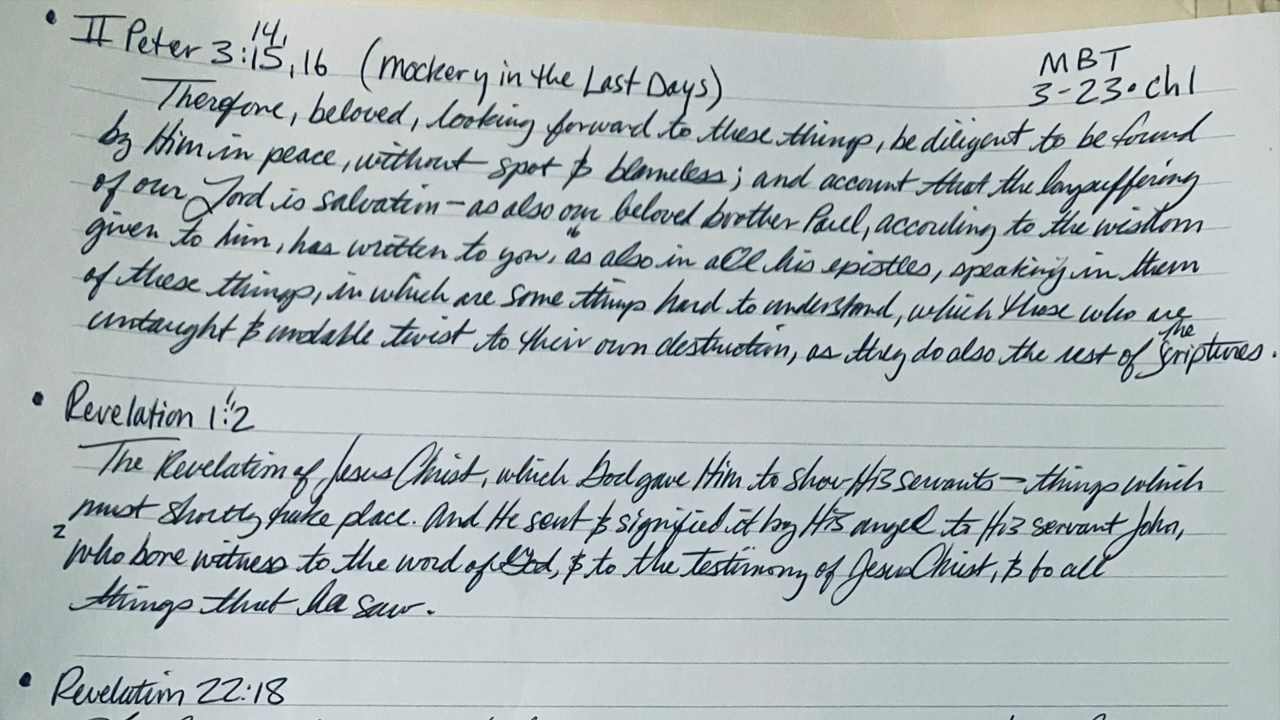 • II Peter 3:14,15,16 (Mockery in the Last Days)
MBT
3-23•ch1
Therefore, beloved, looking forward to these things, be diligent to be found
by Him in peace, without spot & blameless; and account that the longsuffering
of our Lord is salvation—as also our beloved brother Paul, according to the wisdom
given to him, has written to you, 16 as also in all his epistles, speaking in them
of these things, in which are some things hard to understand, which those who are
untaught & unstable twist to their own destruction, as they do also the rest of the Scriptures.
• Revelation 1:1,2
The Revelation of Jesus Christ, which God gave Him to show His servants—things which
must shortly take place. And He sent & signified it by His angel to His servant John,
2 who bore witness to the word of God, & to the testimony of Jesus Christ, & to all
things that he saw.
• Revelation 22:18